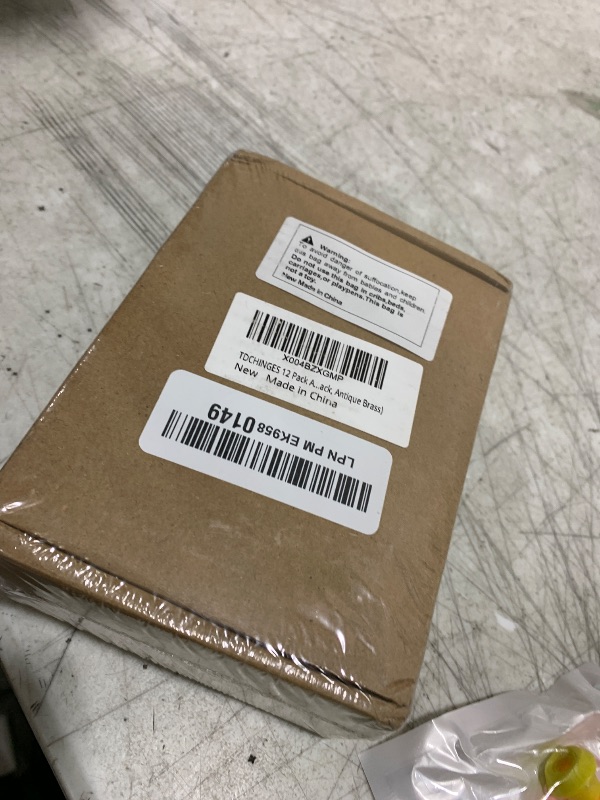 Warning:
To avoid danger of suffocation,keep
this bag away from babies and children.
Do not use this bag in cribs,beds,
carriages,or playpens.This bag is
not a toy.
New Made in China
X004BZXGMP
TDCHINGES 12 Pack A...ack, Antique Brass)
New Made in China
LPN PM EK958 0149